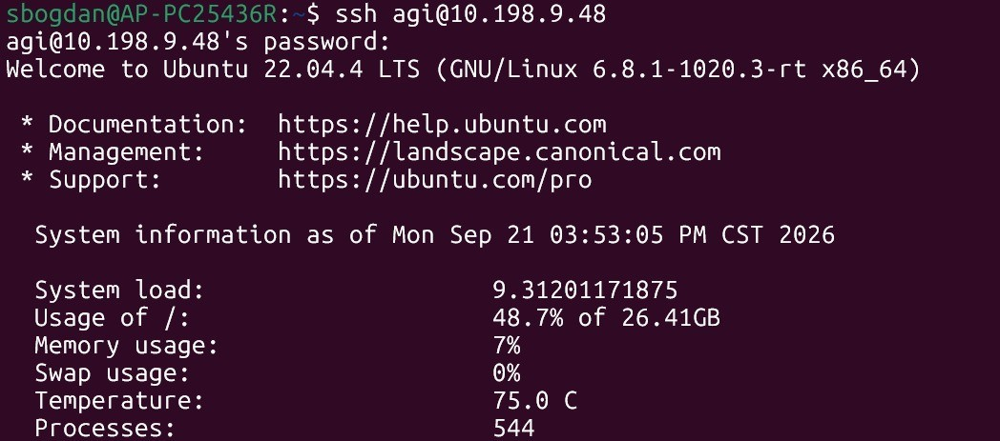 sbogdan@AP-PC25436R:~$ ssh agi@10.198.9.48
agi@10.198.9.48's password:
Welcome to Ubuntu 22.04.4 LTS (GNU/Linux 6.8.1-1020.3-rt x86_64)
* Documentation: https://help.ubuntu.com
* Management: https://landscape.canonical.com
* Support: https://ubuntu.com/pro
System information as of Mon Sep 21 03:53:05 PM CST 2026
System load: 9.31201171875
Usage of /: 48.7% of 26.41GB
Memory usage: 7%
Swap usage: 0%
Temperature: 75.0 C
Processes: 544